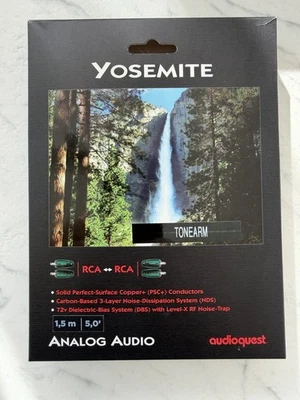 YOSEMITE
TONEARM
RCA ↔ RCA
• Solid Perfect-Surface Copper+ (PSC+) Conductors
• Carbon-Based 3-Layer Noise-Dissipation System (NDS)
• 72v Dielectric-Bias System (DBS) with Level-X RF Noise-Trap
1,5 m | 5,0'
ANALOG AUDIO
audioquest